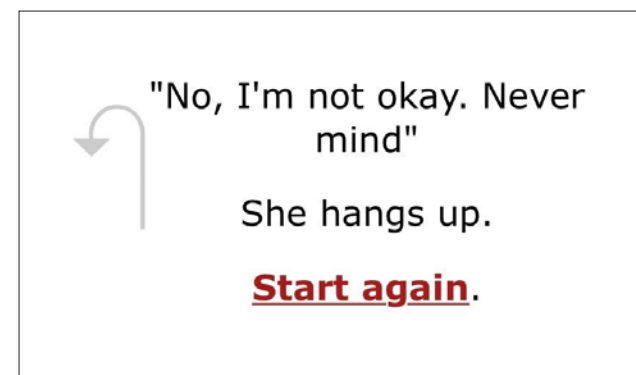 "No, I'm not okay. Never
mind"
She hangs up.
Start again.